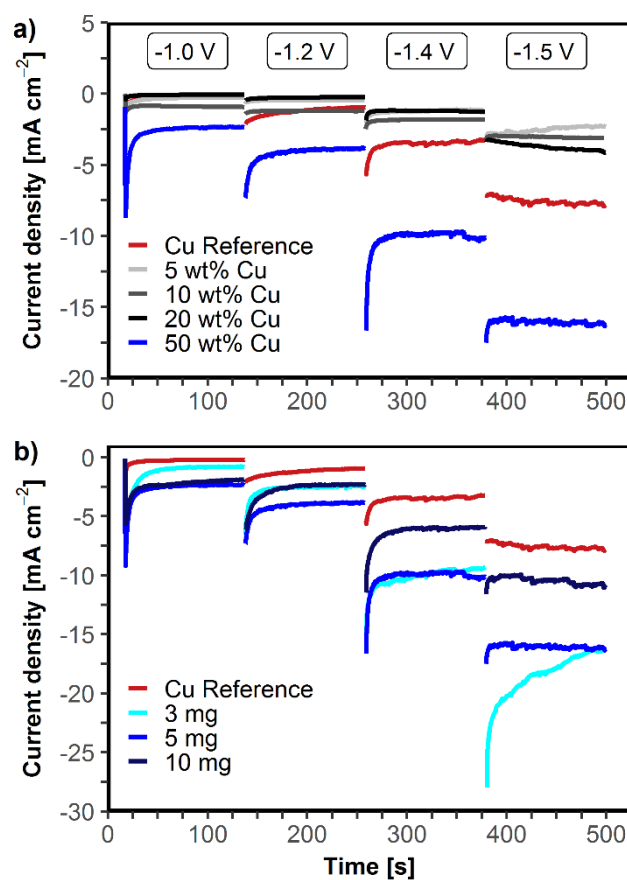 a)
-1.0 V -1.2 V -1.4 V -1.5 V
Current density [mA cm⁻²]
5
0
-5
-10
-15
-20
Cu Reference
5 wt% Cu
10 wt% Cu
20 wt% Cu
50 wt% Cu
0 100 200 300 400 500
b)
Current density [mA cm⁻²]
0
-5
-10
-15
-20
-25
-30
Cu Reference
3 mg
5 mg
10 mg
0 100 200 300 400 500
Time [s]